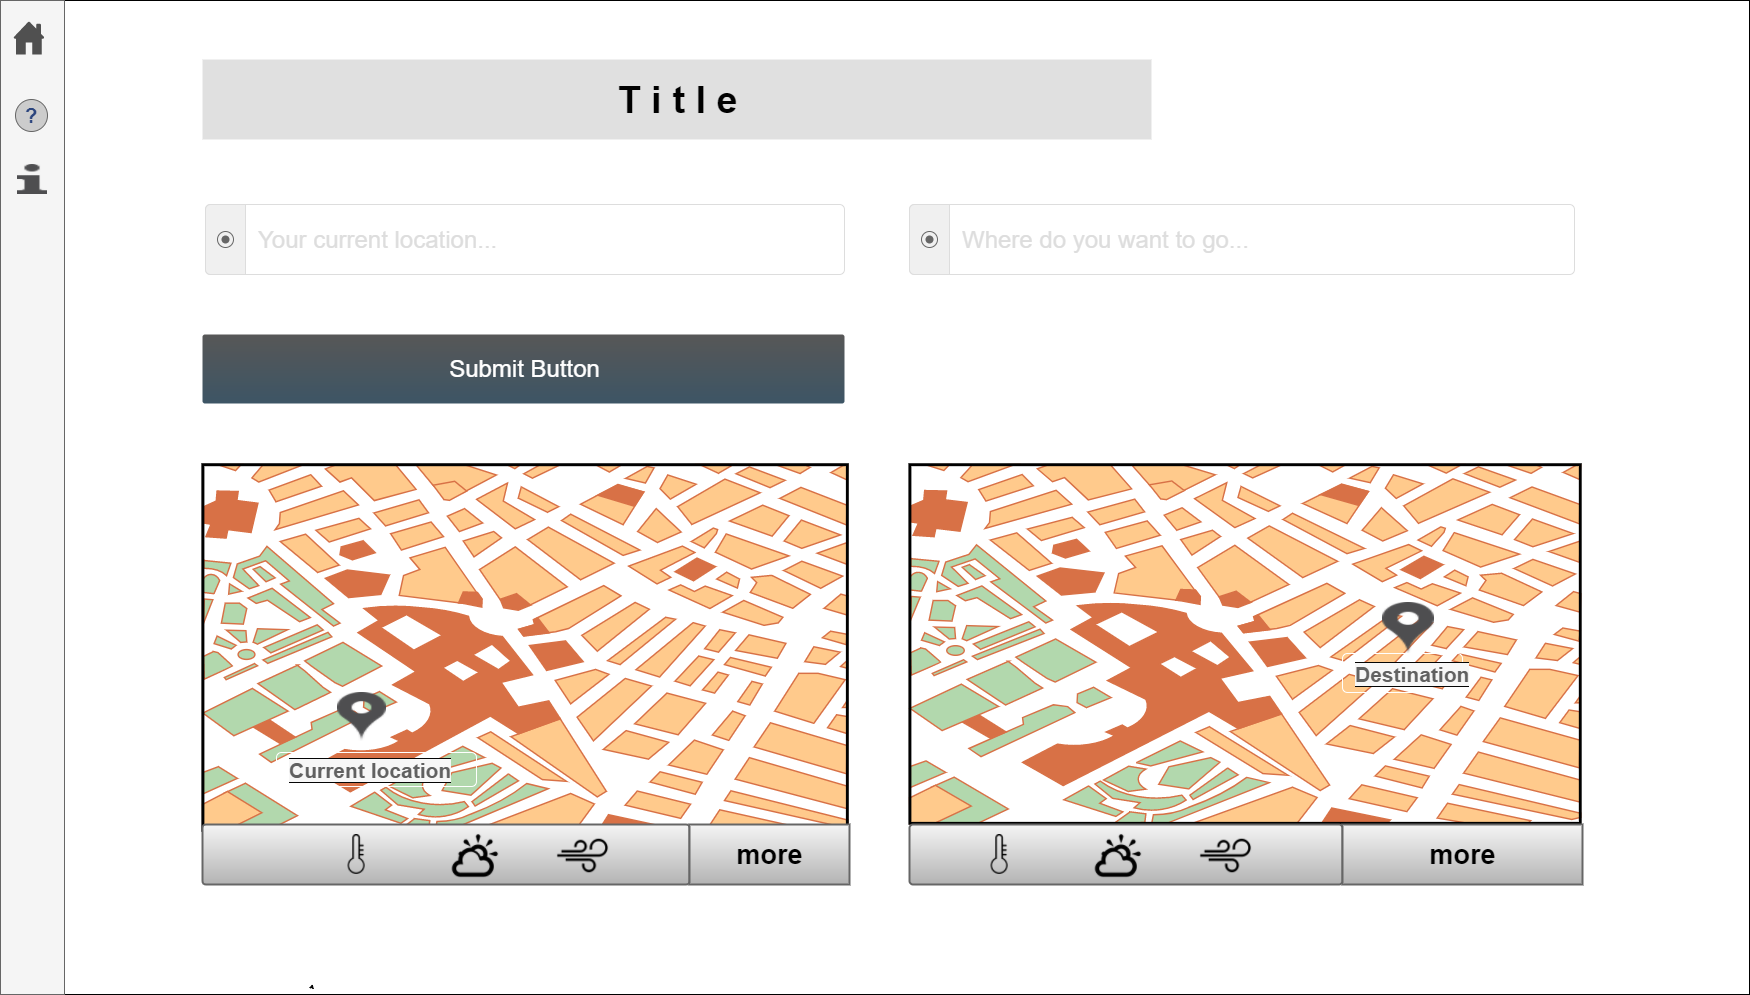 ?
Title
Your current location...
Where do you want to go...
Submit Button
Current location
Destination
more
more